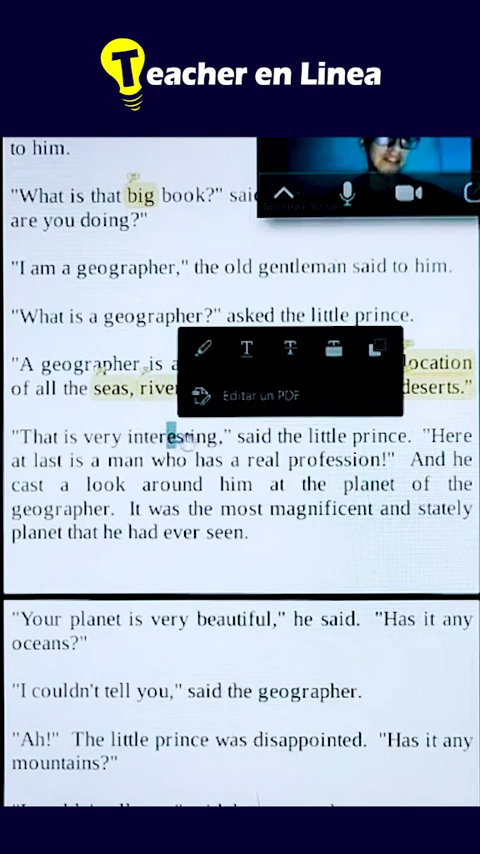 Teacher en Linea
to him.
"What is that big book?" said
are you doing?"
"I am a geographer," the old gentleman said to him.
"What is a geographer?" asked the little prince.
"A geographer is a location
of all the seas, river deserts."
Editar un PDF
"That is very interesting," said the little prince. "Here
at last is a man who has a real profession!" And he
cast a look around him at the planet of the
geographer. It was the most magnificent and stately
planet that he had ever seen.
"Your planet is very beautiful," he said. "Has it any
oceans?"
"I couldn't tell you," said the geographer.
"Ah!" The little prince was disappointed. "Has it any
mountains?"